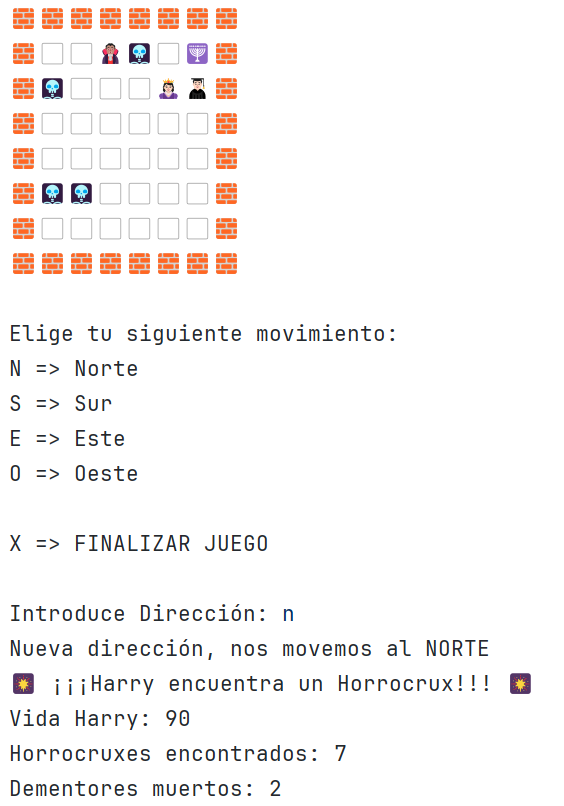 Elige tu siguiente movimiento:
N => Norte
S => Sur
E => Este
O => Oeste
X => FINALIZAR JUEGO
Introduce Dirección: n
Nueva dirección, nos movemos al NORTE
¡¡¡Harry encuentra un Horrocrux!!!
Vida Harry: 90
Horrocruxes encontrados: 7
Dementores muertos: 2